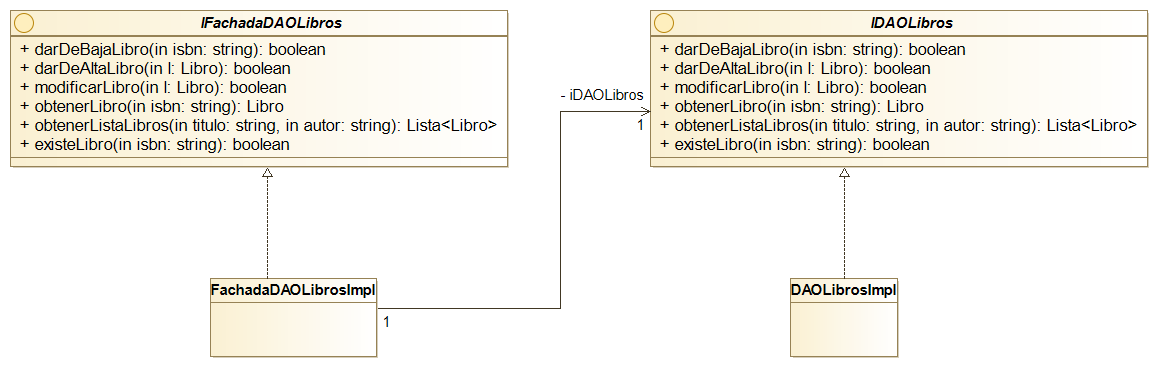 IFachadaDAOLibros
+ darDeBajaLibro(in isbn: string): boolean
+ darDeAltaLibro(in l: Libro): boolean
+ modificarLibro(in l: Libro): boolean
+ obtenerLibro(in isbn: string): Libro
+ obtenerListaLibros(in titulo: string, in autor: string): Lista<Libro>
+ existeLibro(in isbn: string): boolean
IDAOLibros
+ darDeBajaLibro(in isbn: string): boolean
+ darDeAltaLibro(in l: Libro): boolean
+ modificarLibro(in l: Libro): boolean
+ obtenerLibro(in isbn: string): Libro
+ obtenerListaLibros(in titulo: string, in autor: string): Lista<Libro>
+ existeLibro(in isbn: string): boolean
- iDAOLibros
1
FachadaDAOLibrosImpl
1
DAOLibrosImpl